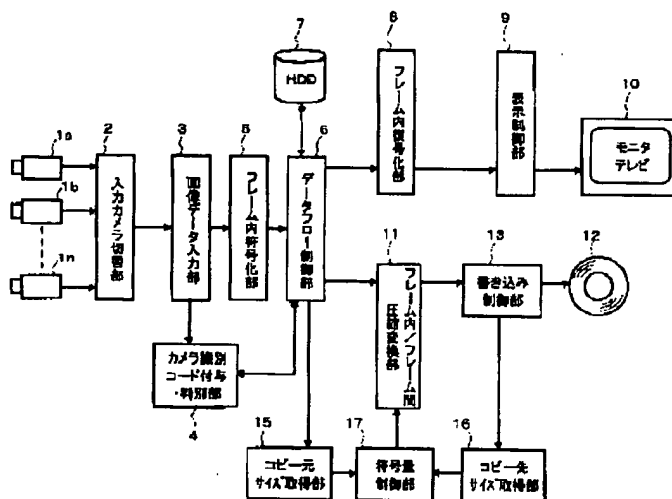 7
HDD
8
フレーム内復号化部
9
表示制御部
10
モニタ
テレビ
1a
1b
1n
2
入力カメラ切替部
3
画像データ入力部
5
フレーム内符号化部
6
データフロー制御部
11
フレーム内/フレーム間
圧縮変換部
13
書き込み
制御部
12
カメラ識別
コード付与
・判別部
4
15
コピー元
サイズ取得部
17
符号量
制御部
16
コピー先
サイズ取得部